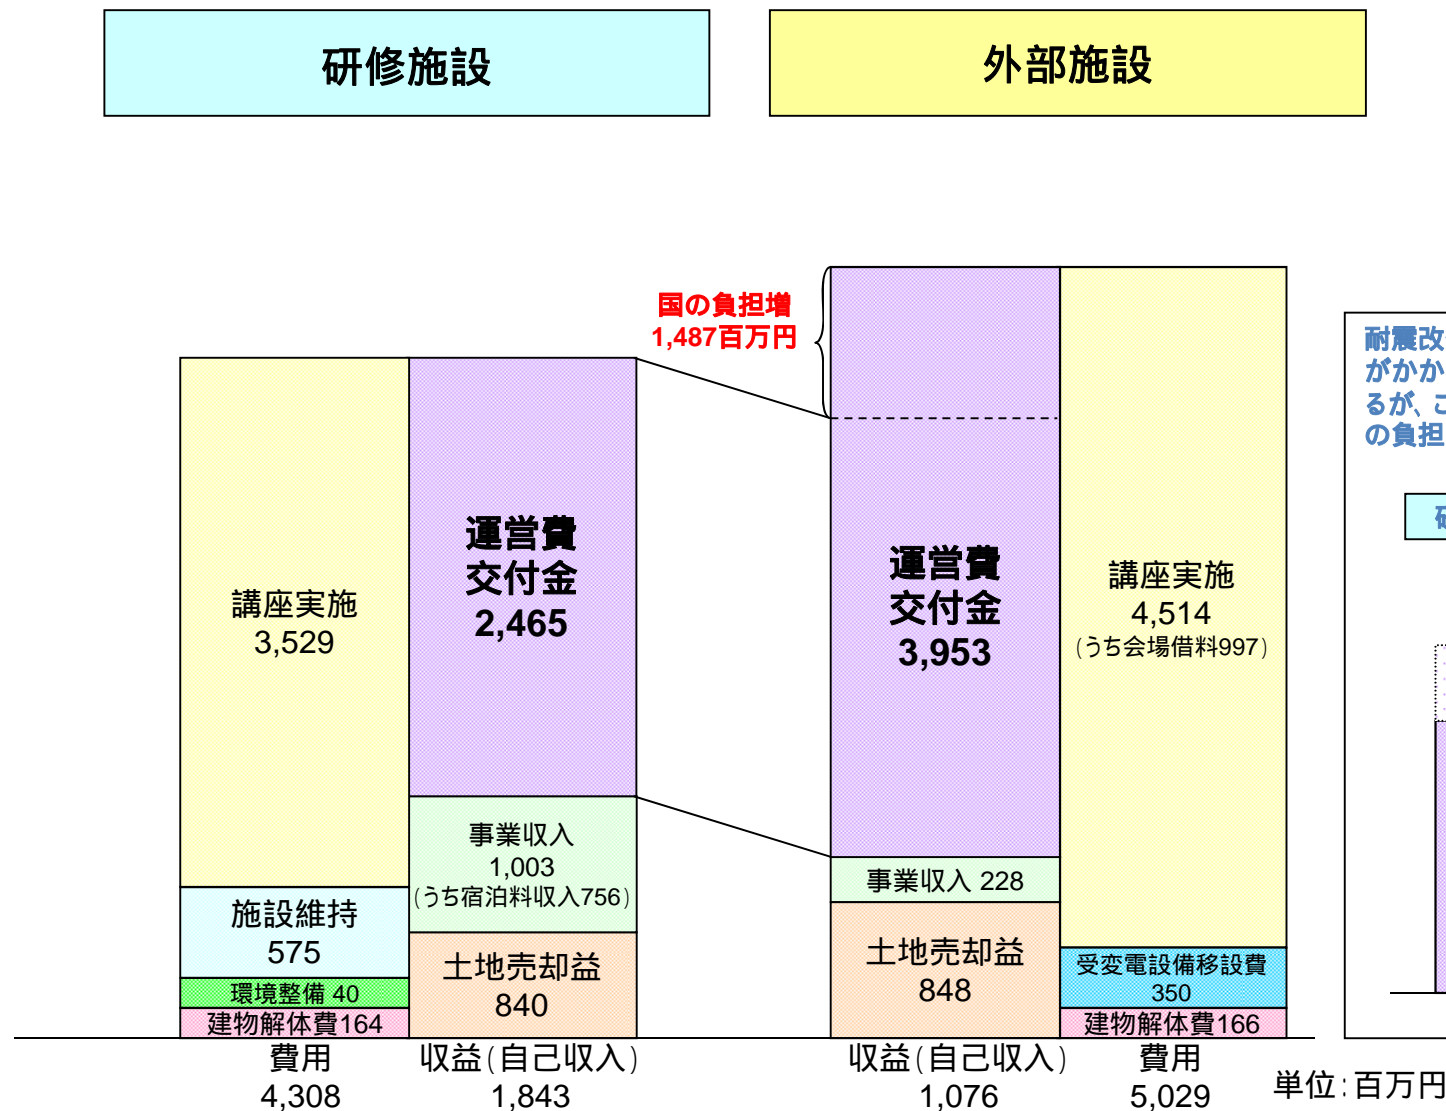 研修施設
外部施設
国の負担増
1,487百万円
講座実施
3,529
施設維持
575
環境整備 40
建物解体費164
費用
4,308
運営費
交付金
2,465
事業収入
1,003
(うち宿泊料収入756)
土地売却益
840
収益(自己収入)
1,843
運営費
交付金
3,953
事業収入 228
土地売却益
848
収益(自己収入)
1,076
講座実施
4,514
(うち会場借料997)
受変電設備移設費
350
建物解体費166
費用
5,029
耐震改
がかか
るが、こ
の負担
単位:百万円